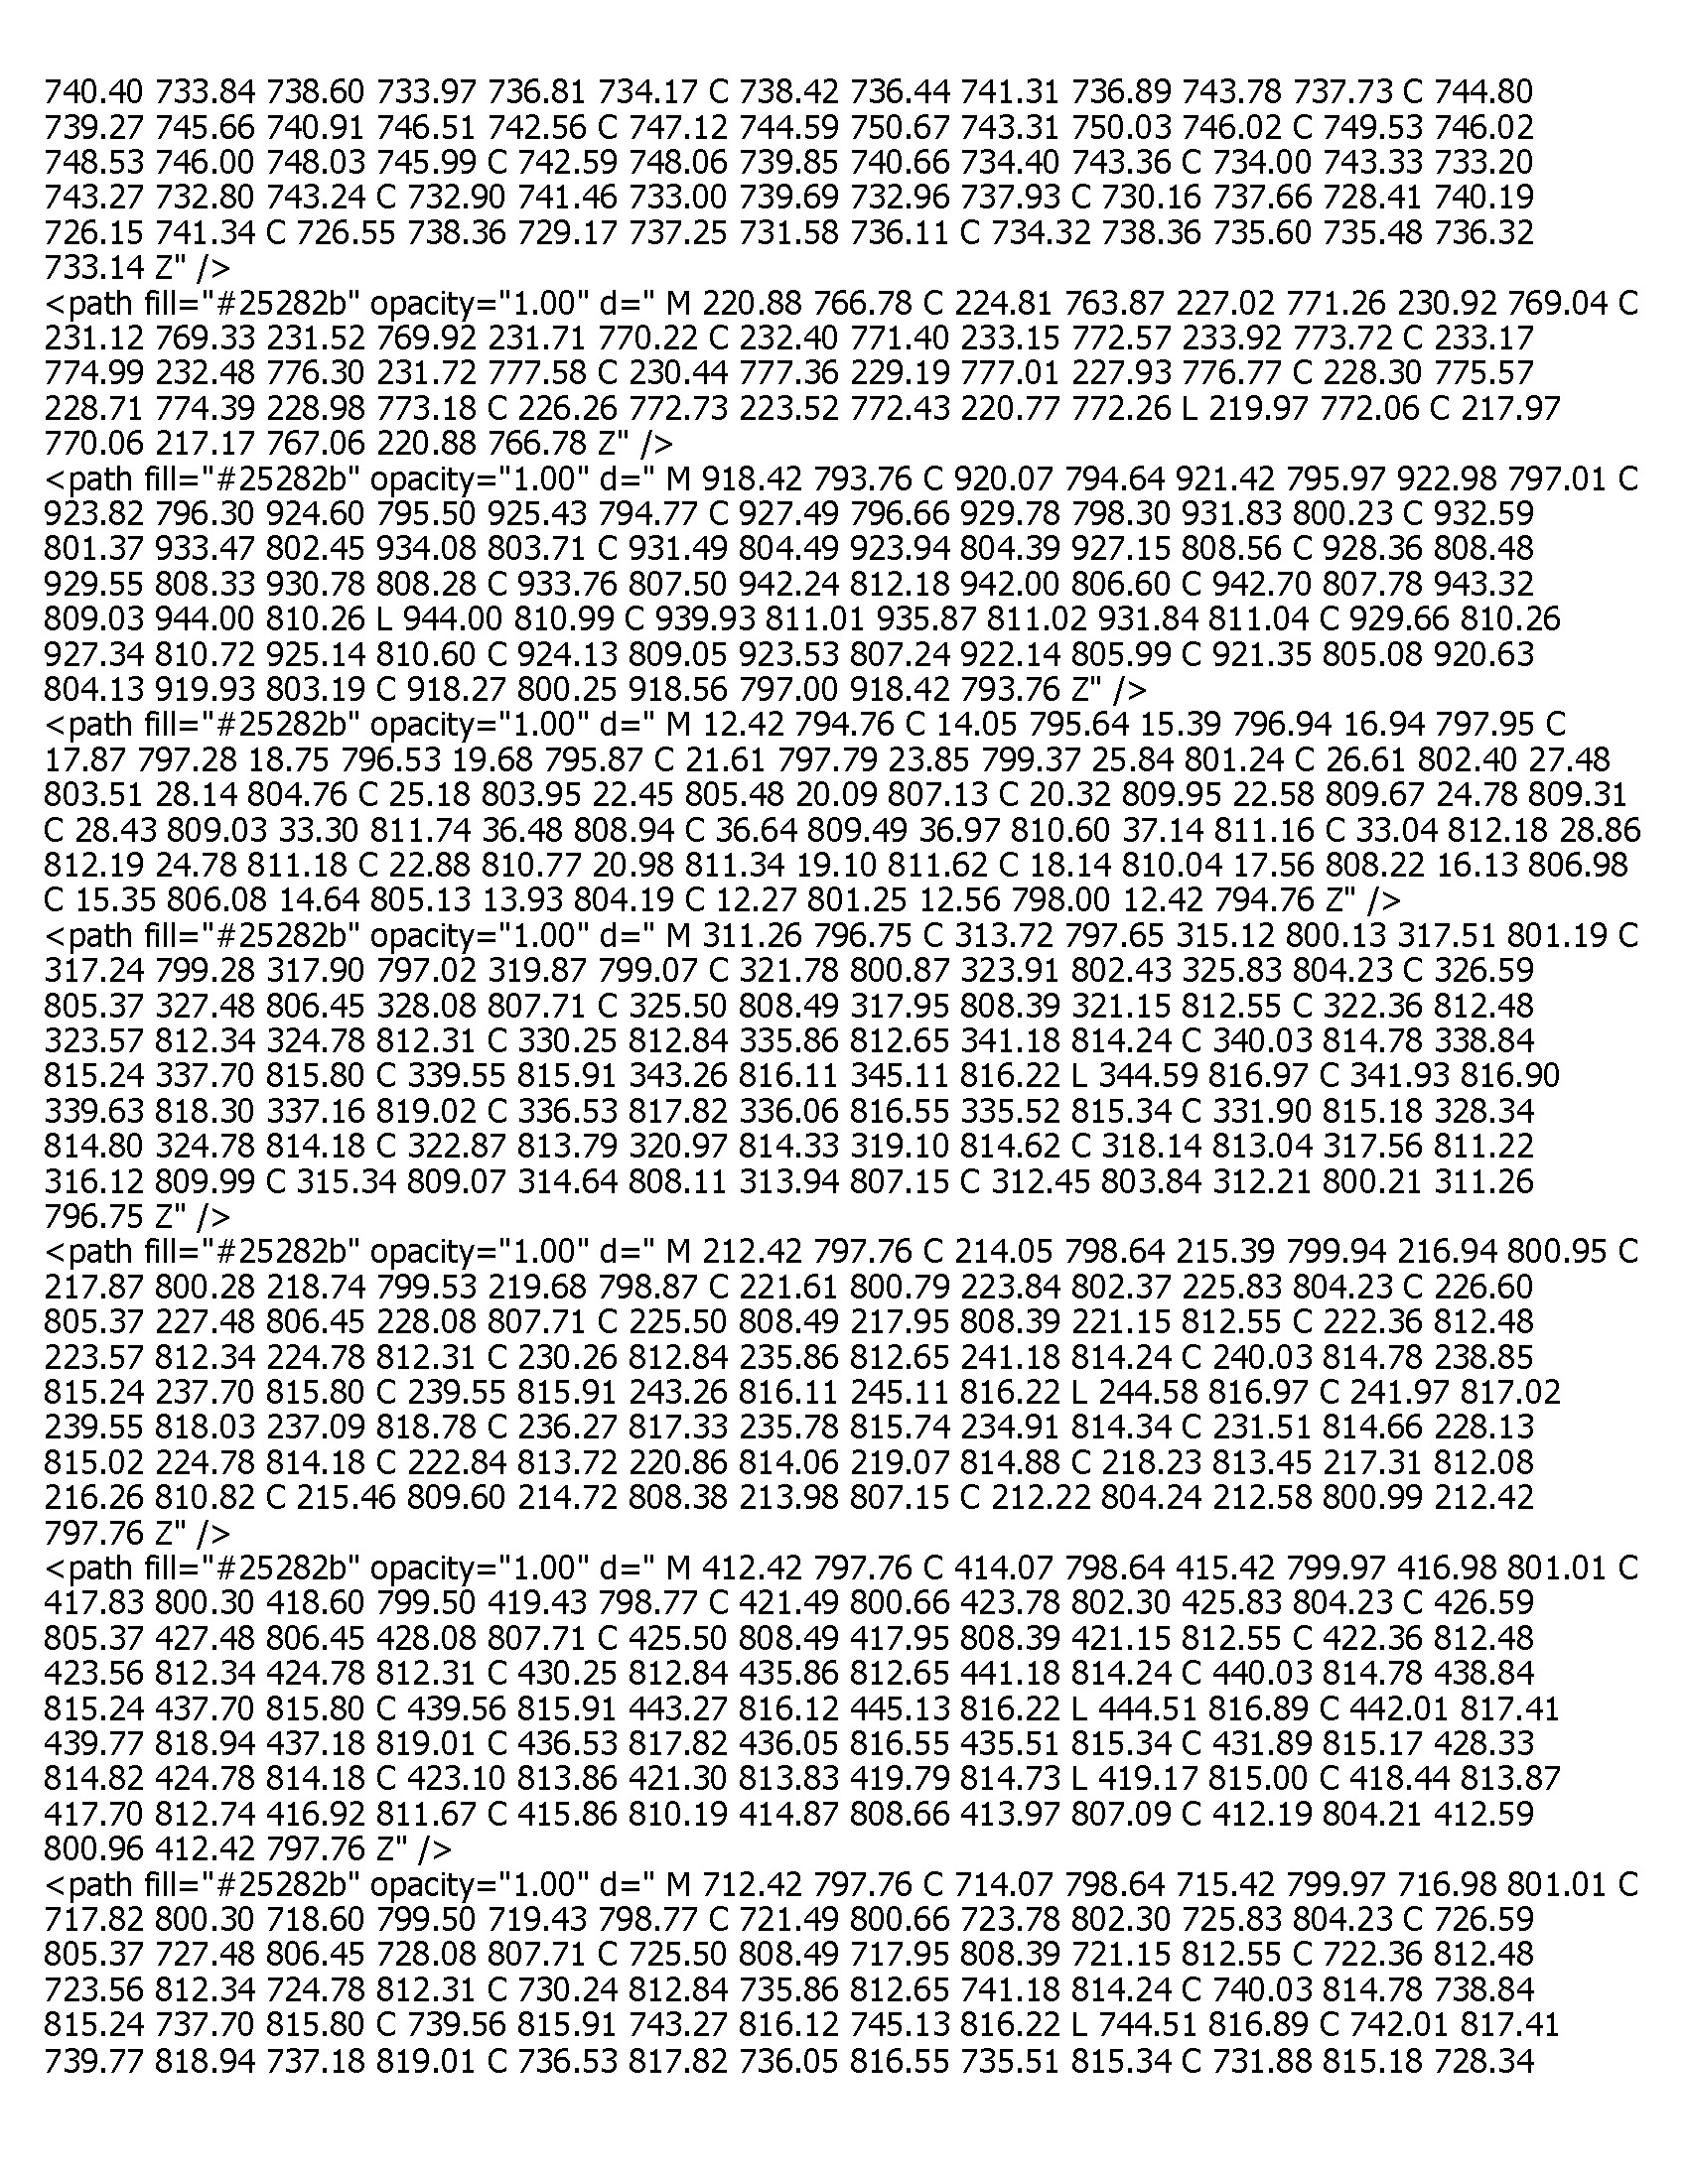 740.40 733.84 738.60 733.97 736.81 734.17 C 738.42 736.44 741.31 736.89 743.78 737.73 C 744.80
739.27 745.66 740.91 746.51 742.56 C 747.12 744.59 750.67 743.31 750.03 746.02 C 749.53 746.02
748.53 746.00 748.03 745.99 C 742.59 748.06 739.85 740.66 734.40 743.36 C 734.00 743.33 733.20
743.27 732.80 743.24 C 732.90 741.46 733.00 739.69 732.96 737.93 C 730.16 737.66 728.41 740.19
726.15 741.34 C 726.55 738.36 729.17 737.25 731.58 736.11 C 734.32 738.36 735.60 735.48 736.32
733.14 Z" />
<path fill="#25282b" opacity="1.00" d=" M 220.88 766.78 C 224.81 763.87 227.02 771.26 230.92 769.04 C
231.12 769.33 231.52 769.92 231.71 770.22 C 232.40 771.40 233.15 772.57 233.92 773.72 C 233.17
774.99 232.48 776.30 231.72 777.58 C 230.44 777.36 229.19 777.01 227.93 776.77 C 228.30 775.57
228.71 774.39 228.98 773.18 C 226.26 772.73 223.52 772.43 220.77 772.26 L 219.97 772.06 C 217.97
770.06 217.17 767.06 220.88 766.78 Z" />
<path fill="#25282b" opacity="1.00" d=" M 918.42 793.76 C 920.07 794.64 921.42 795.97 922.98 797.01 C
923.82 796.30 924.60 795.50 925.43 794.77 C 927.49 796.66 929.78 798.30 931.83 800.23 C 932.59
801.37 933.47 802.45 934.08 803.71 C 931.49 804.49 923.94 804.39 927.15 808.56 C 928.36 808.48
929.55 808.33 930.78 808.28 C 933.76 807.50 942.24 812.18 942.00 806.60 C 942.70 807.78 943.32
809.03 944.00 810.26 L 944.00 810.99 C 939.93 811.01 935.87 811.02 931.84 811.04 C 929.66 810.26
927.34 810.72 925.14 810.60 C 924.13 809.05 923.53 807.24 922.14 805.99 C 921.35 805.08 920.63
804.13 919.93 803.19 C 918.27 800.25 918.56 797.00 918.42 793.76 Z" />
<path fill="#25282b" opacity="1.00" d=" M 12.42 794.76 C 14.05 795.64 15.39 796.94 16.94 797.95 C
17.87 797.28 18.75 796.53 19.68 795.87 C 21.61 797.79 23.85 799.37 25.84 801.24 C 26.61 802.40 27.48
803.51 28.14 804.76 C 25.18 803.95 22.45 805.48 20.09 807.13 C 20.32 809.95 22.58 809.67 24.78 809.31
C 28.43 809.03 33.30 811.74 36.48 808.94 C 36.64 809.49 36.97 810.60 37.14 811.16 C 33.04 812.18 28.86
812.19 24.78 811.18 C 22.88 810.77 20.98 811.34 19.10 811.62 C 18.14 810.04 17.56 808.22 16.13 806.98
C 15.35 806.08 14.64 805.13 13.93 804.19 C 12.27 801.25 12.56 798.00 12.42 794.76 Z" />
<path fill="#25282b" opacity="1.00" d=" M 311.26 796.75 C 313.72 797.65 315.12 800.13 317.51 801.19 C
317.24 799.28 317.90 797.02 319.87 799.07 C 321.78 800.87 323.91 802.43 325.83 804.23 C 326.59
805.37 327.48 806.45 328.08 807.71 C 325.50 808.49 317.95 808.39 321.15 812.55 C 322.36 812.48
323.57 812.34 324.78 812.31 C 330.25 812.84 335.86 812.65 341.18 814.24 C 340.03 814.78 338.84
815.24 337.70 815.80 C 339.55 815.91 343.26 816.11 345.11 816.22 L 344.59 816.97 C 341.93 816.90
339.63 818.30 337.16 819.02 C 336.53 817.82 336.06 816.55 335.52 815.34 C 331.90 815.18 328.34
814.80 324.78 814.18 C 322.87 813.79 320.97 814.33 319.10 814.62 C 318.14 813.04 317.56 811.22
316.12 809.99 C 315.34 809.07 314.64 808.11 313.94 807.15 C 312.45 803.84 312.21 800.21 311.26
796.75 Z" />
<path fill="#25282b" opacity="1.00" d=" M 212.42 797.76 C 214.05 798.64 215.39 799.94 216.94 800.95 C
217.87 800.28 218.74 799.53 219.68 798.87 C 221.61 800.79 223.84 802.37 225.83 804.23 C 226.60
805.37 227.48 806.45 228.08 807.71 C 225.50 808.49 217.95 808.39 221.15 812.55 C 222.36 812.48
223.57 812.34 224.78 812.31 C 230.26 812.84 235.86 812.65 241.18 814.24 C 240.03 814.78 238.85
815.24 237.70 815.80 C 239.55 815.91 243.26 816.11 245.11 816.22 L 244.58 816.97 C 241.97 817.02
239.55 818.03 237.09 818.78 C 236.27 817.33 235.78 815.74 234.91 814.34 C 231.51 814.66 228.13
815.02 224.78 814.18 C 222.84 813.72 220.86 814.06 219.07 814.88 C 218.23 813.45 217.31 812.08
216.26 810.82 C 215.46 809.60 214.72 808.38 213.98 807.15 C 212.22 804.24 212.58 800.99 212.42
797.76 Z" />
<path fill="#25282b" opacity="1.00" d=" M 412.42 797.76 C 414.07 798.64 415.42 799.97 416.98 801.01 C
417.83 800.30 418.60 799.50 419.43 798.77 C 421.49 800.66 423.78 802.30 425.83 804.23 C 426.59
805.37 427.48 806.45 428.08 807.71 C 425.50 808.49 417.95 808.39 421.15 812.55 C 422.36 812.48
423.56 812.34 424.78 812.31 C 430.25 812.84 435.86 812.65 441.18 814.24 C 440.03 814.78 438.84
815.24 437.70 815.80 C 439.56 815.91 443.27 816.12 445.13 816.22 L 444.51 816.89 C 442.01 817.41
439.77 818.94 437.18 819.01 C 436.53 817.82 436.05 816.55 435.51 815.34 C 431.89 815.17 428.33
814.82 424.78 814.18 C 423.10 813.86 421.30 813.83 419.79 814.73 L 419.17 815.00 C 418.44 813.87
417.70 812.74 416.92 811.67 C 415.86 810.19 414.87 808.66 413.97 807.09 C 412.19 804.21 412.59
800.96 412.42 797.76 Z" />
<path fill="#25282b" opacity="1.00" d=" M 712.42 797.76 C 714.07 798.64 715.42 799.97 716.98 801.01 C
717.82 800.30 718.60 799.50 719.43 798.77 C 721.49 800.66 723.78 802.30 725.83 804.23 C 726.59
805.37 727.48 806.45 728.08 807.71 C 725.50 808.49 717.95 808.39 721.15 812.55 C 722.36 812.48
723.56 812.34 724.78 812.31 C 730.24 812.84 735.86 812.65 741.18 814.24 C 740.03 814.78 738.84
815.24 737.70 815.80 C 739.56 815.91 743.27 816.12 745.13 816.22 L 744.51 816.89 C 742.01 817.41
739.77 818.94 737.18 819.01 C 736.53 817.82 736.05 816.55 735.51 815.34 C 731.88 815.18 728.34